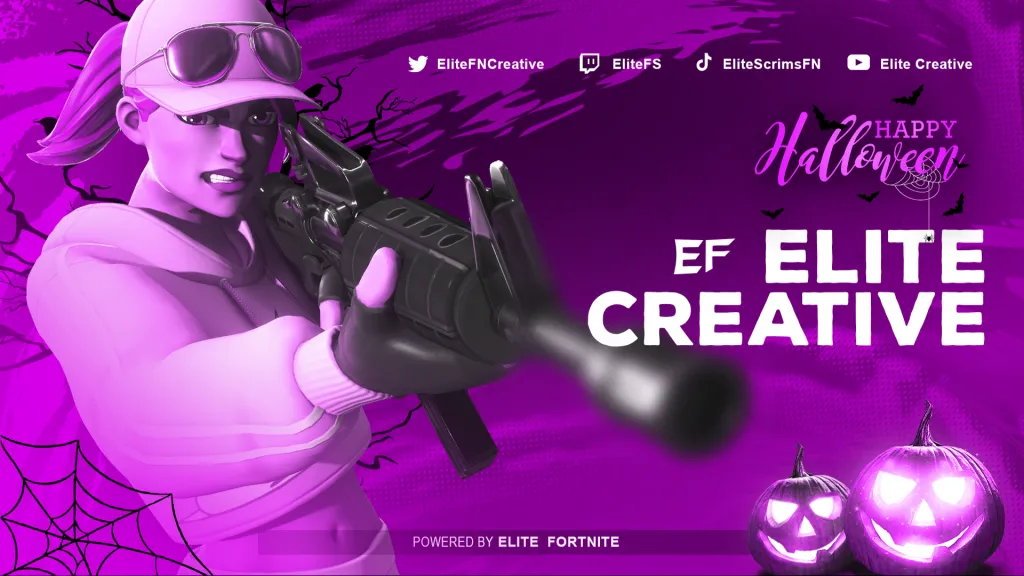 EliteFNCreative EliteFS EliteScrimsFN Elite Creative
HAPPY
Halloween
EF ELITE
CREATIVE
POWERED BY ELITE FORTNITE